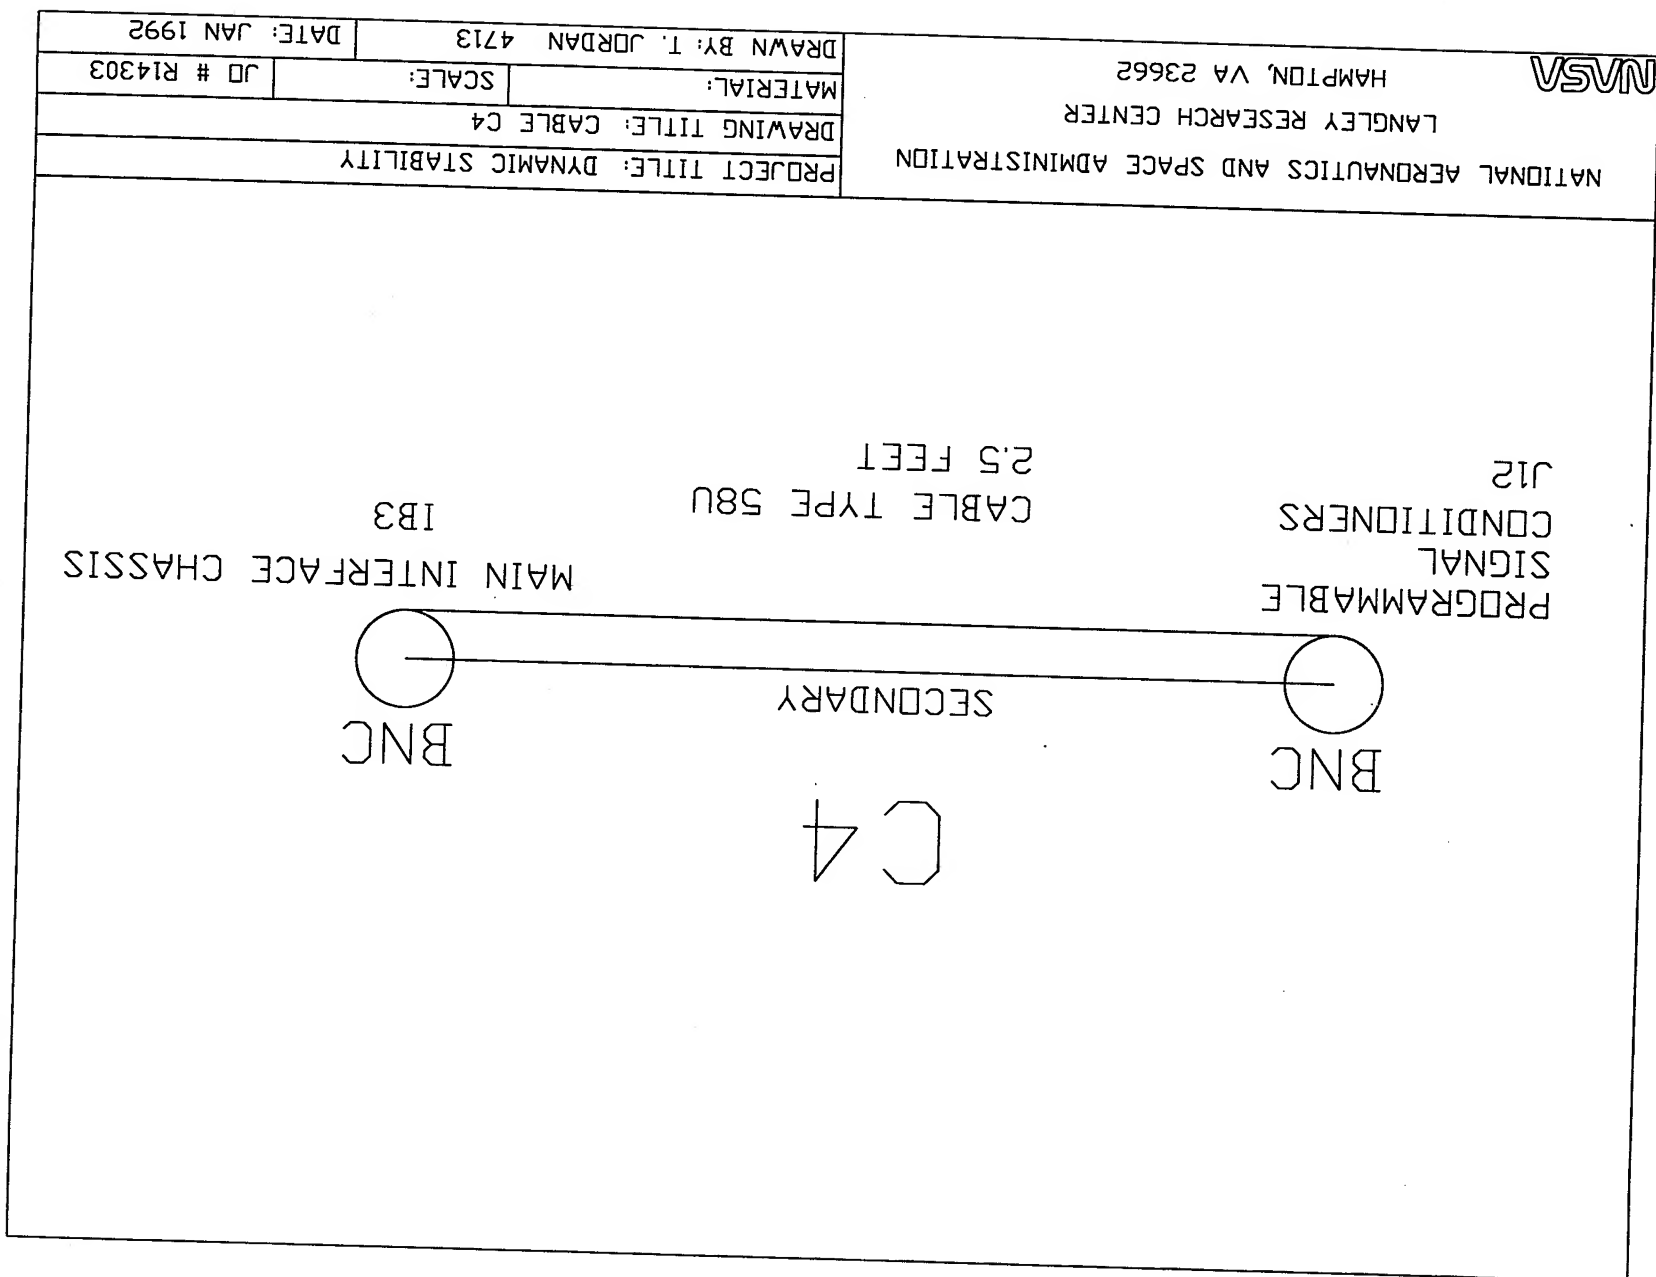 C4
BNC
BNC
SECONDARY
PROGRAMMABLE
SIGNAL
CONDITIONERS
J12
CABLE TYPE 58U
2.5 FEET
MAIN INTERFACE CHASSIS
IB3
NATIONAL AERONAUTICS AND SPACE ADMINISTRATION
LANGLEY RESEARCH CENTER
HAMPTON, VA 23662
NASA
PROJECT TITLE: DYNAMIC STABILITY
DRAWING TITLE: CABLE C4
MATERIAL:
SCALE:
JO # R14303
DRAWN BY: T. JORDAN 4713
DATE: JAN 1992